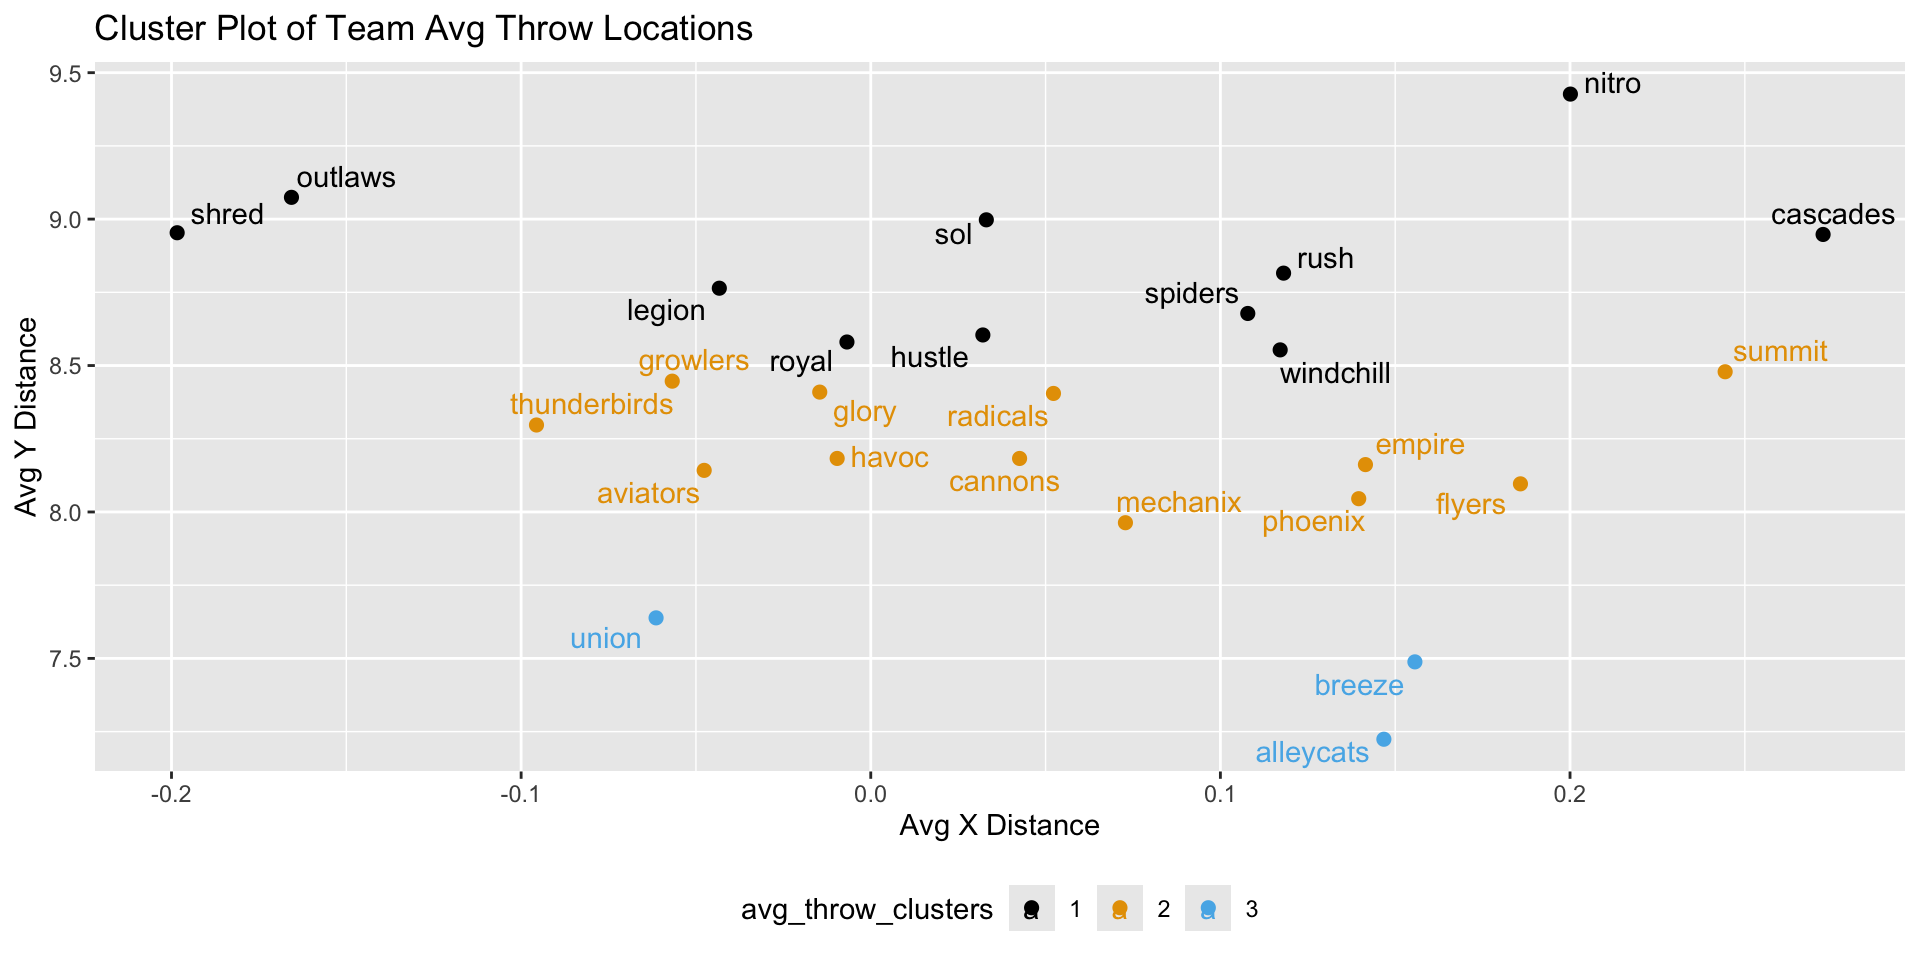 Cluster Plot of Team Avg Throw Locations
9.5
nitro
outlaws
shred
9.0
cascades
sol
rush
spiders
legion
Avg Y Distance
growlers
royal
hustle
8.5
windchill
summit
thunderbirds
glory
radicals
empire
havoc
aviators
cannons
mechanix
flyers
8.0
phoenix
union
7.5
breeze
alleycats
-0.2 -0.1 0.0 0.1 0.2
Avg X Distance
avg_throw_clusters a 1 a 2 a 3